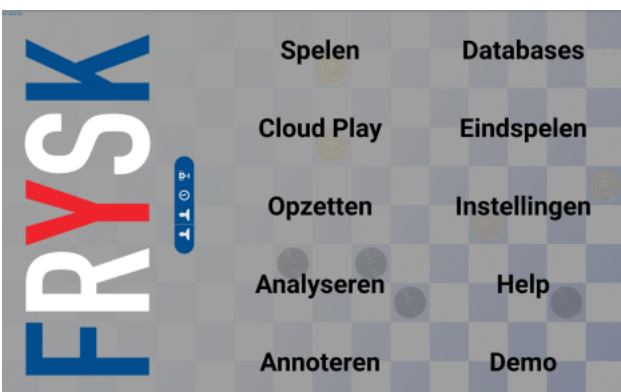 FRYSK
Spelen
Databases
Cloud Play
Eindspelen
Opzetten
Instellingen
Analyseren
Help
Annoteren
Demo